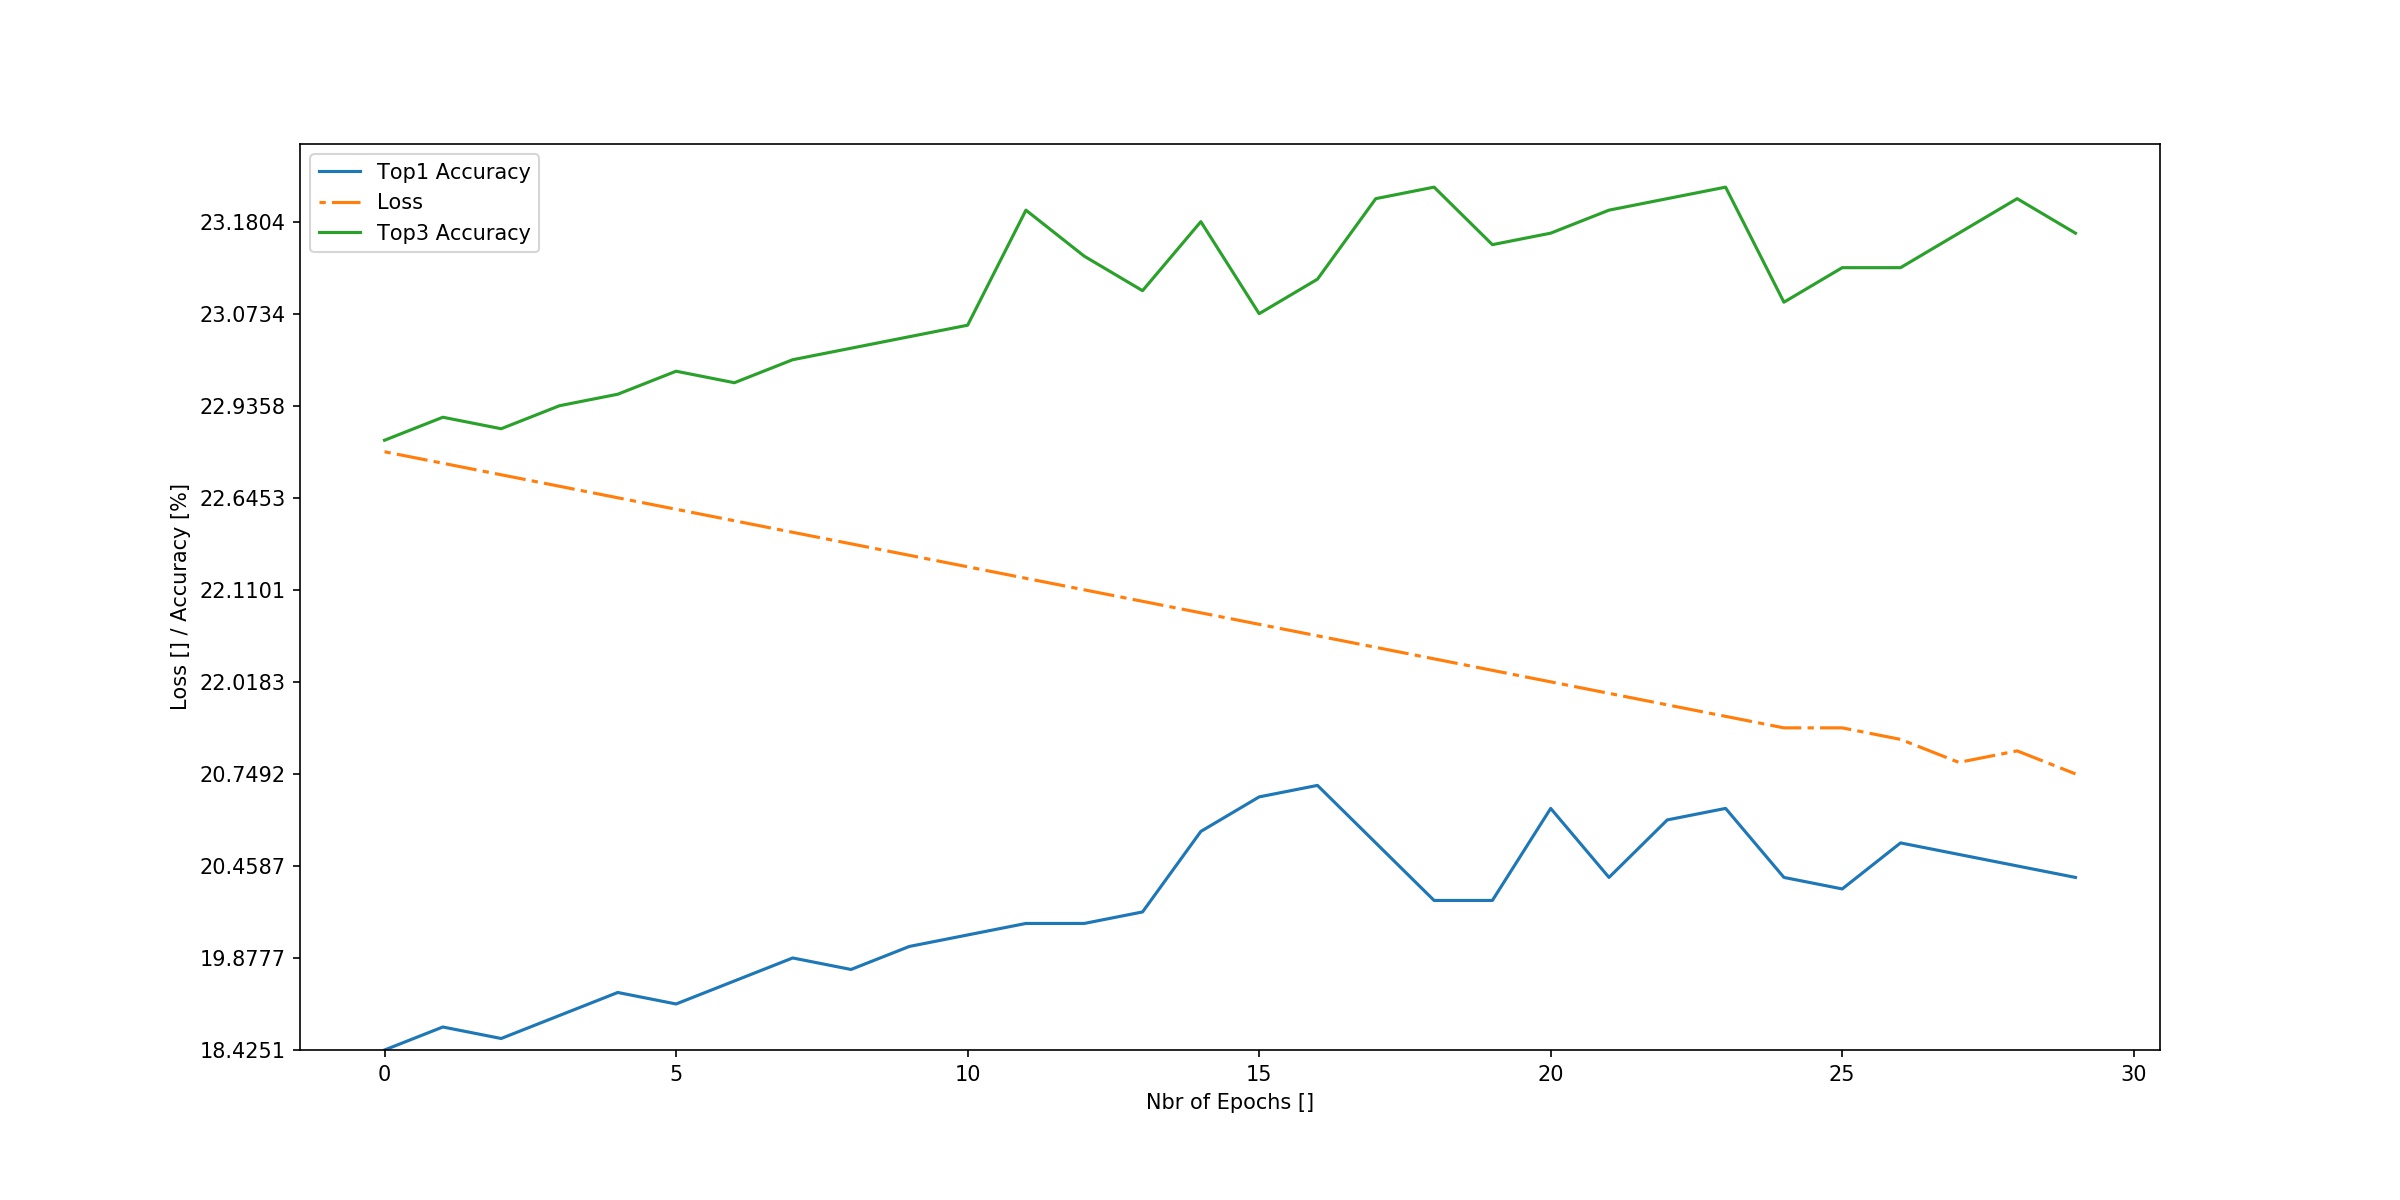 Top1 Accuracy
Loss
Top3 Accuracy
23.1804
23.0734
22.9358
22.6453
22.1101
22.0183
20.7492
20.4587
19.8777
18.4251
Loss [] / Accuracy [%]
0 5 10 15 20 25 30
Nbr of Epochs []